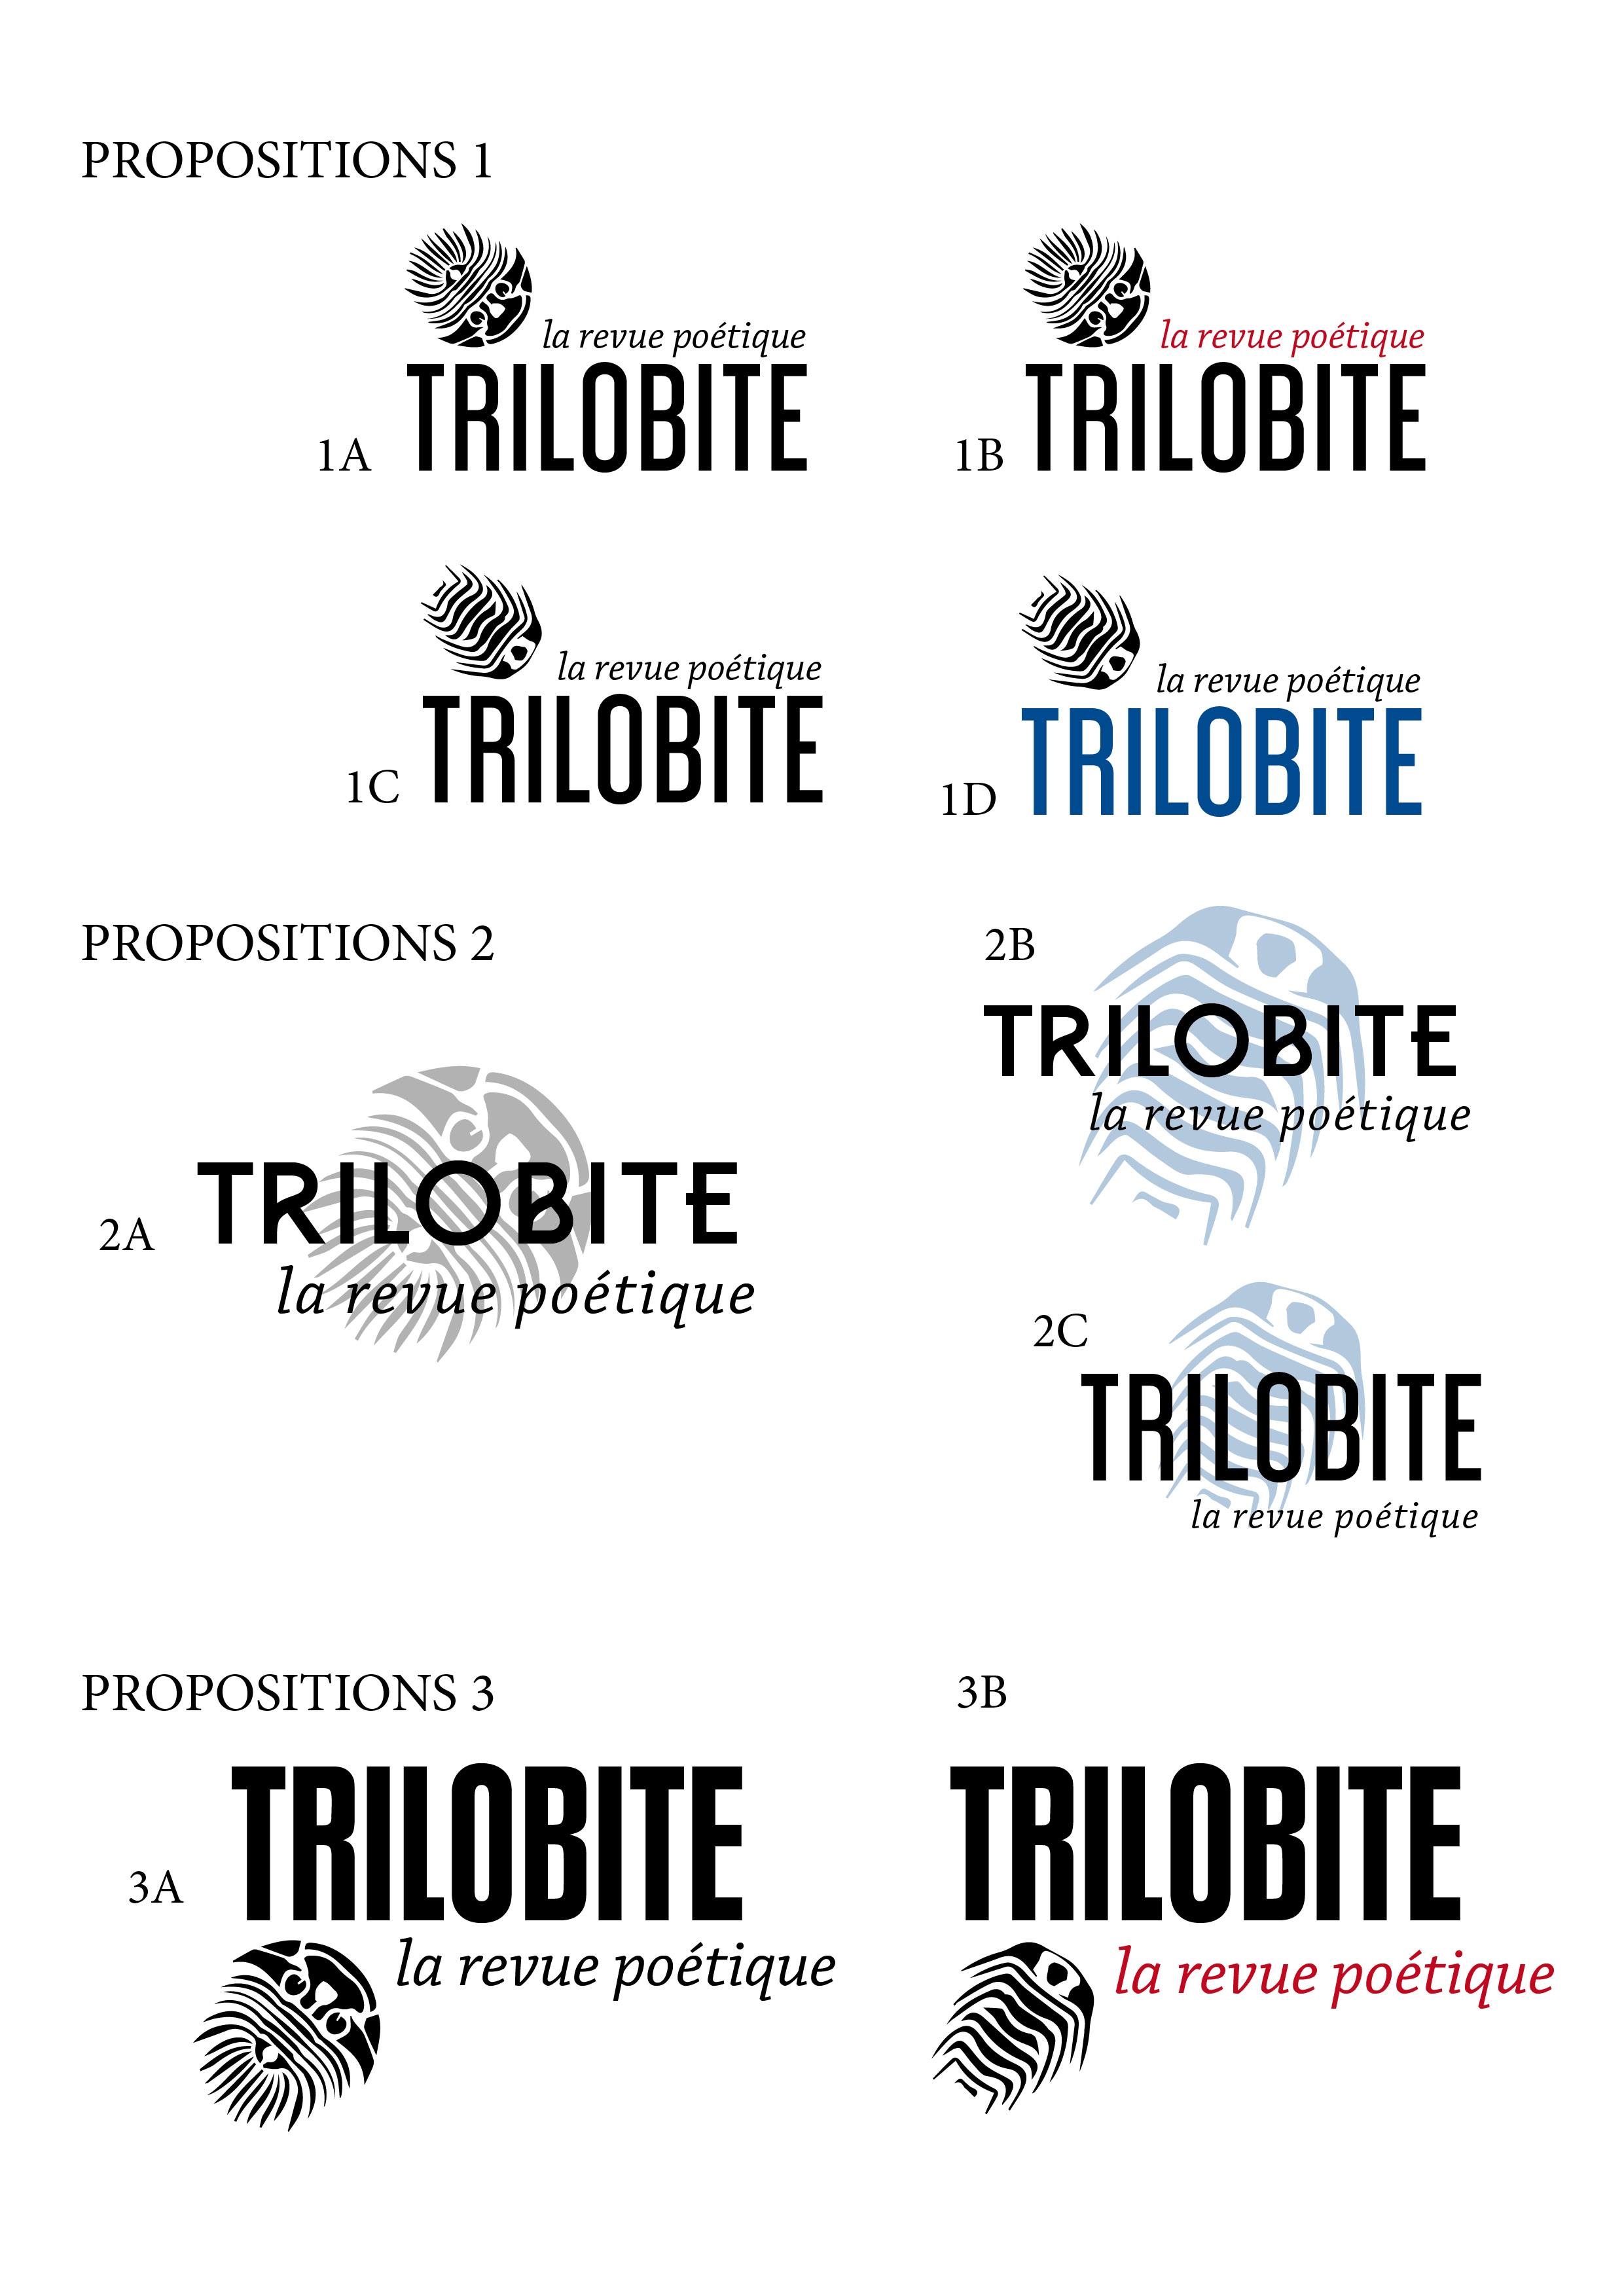 PROPOSITIONS 1
la revue poétique
TRILOBITE
1A
la revue poétique
TRILOBITE
1B
la revue poétique
TRILOBITE
1C
la revue poétique
TRILOBITE
1D
PROPOSITIONS 2
2A
TRILOBITE
la revue poétique
2B
TRILOBITE
la revue poétique
2C
TRILOBITE
la revue poétique
PROPOSITIONS 3
3A
TRILOBITE
la revue poétique
3B
TRILOBITE
la revue poétique